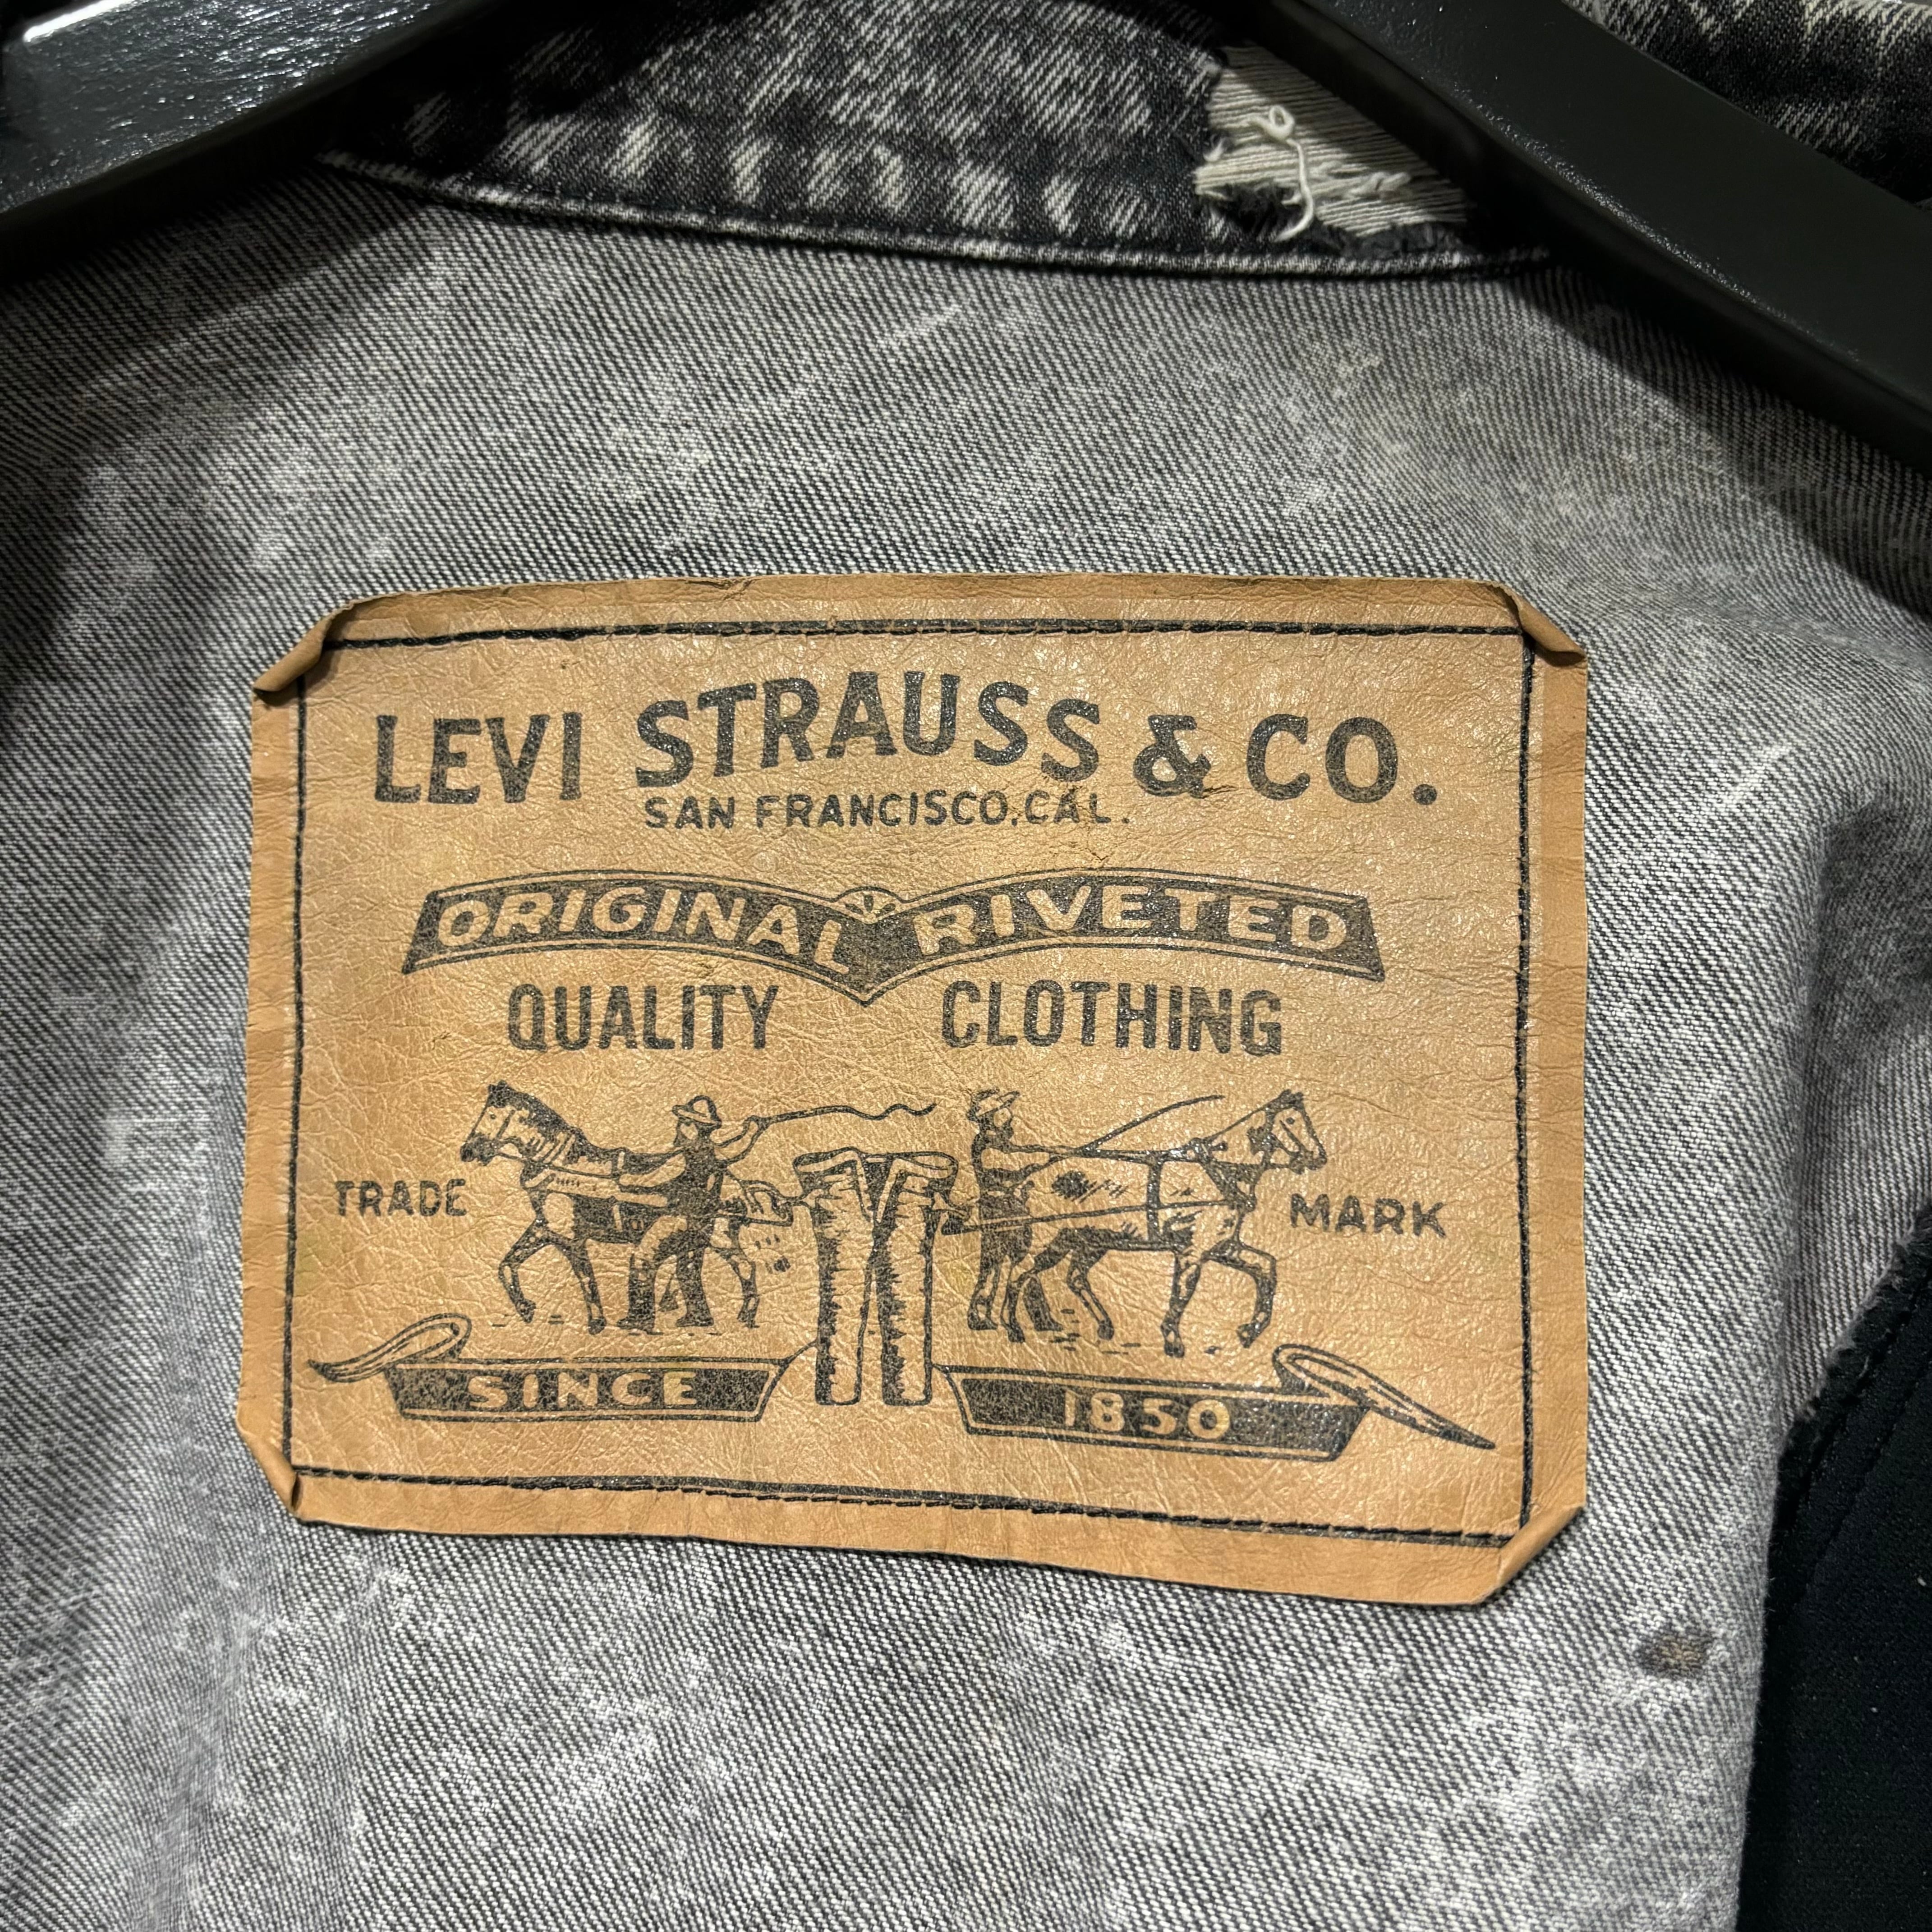 LEVI STRAUSS & CO.
SAN FRANCISCO,CAL.
ORIGINAL RIVETED
QUALITY CLOTHING
TRADE MARK
SINCE 1850